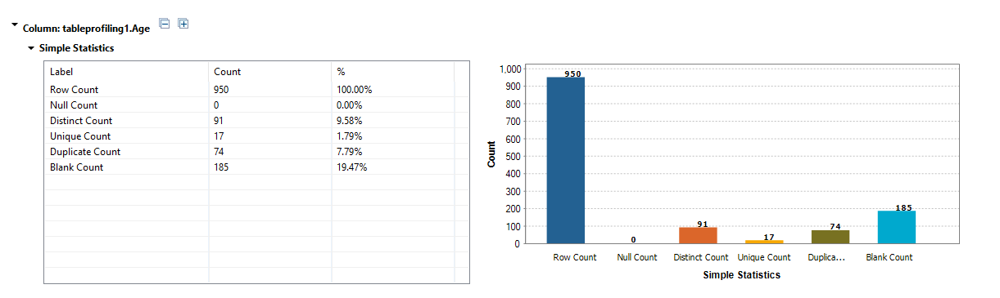 Column: tableprofiling1.Age
Simple Statistics
Label Count %
Row Count 950 100.00%
Null Count 0 0.00%
Distinct Count 91 9.58%
Unique Count 17 1.79%
Duplicate Count 74 7.79%
Blank Count 185 19.47%
1,000
900
800
700
600
500
400
300
200
100
0
Count
950
0
91
17
74
185
Row Count Null Count Distinct Count Unique Count Duplica... Blank Count
Simple Statistics